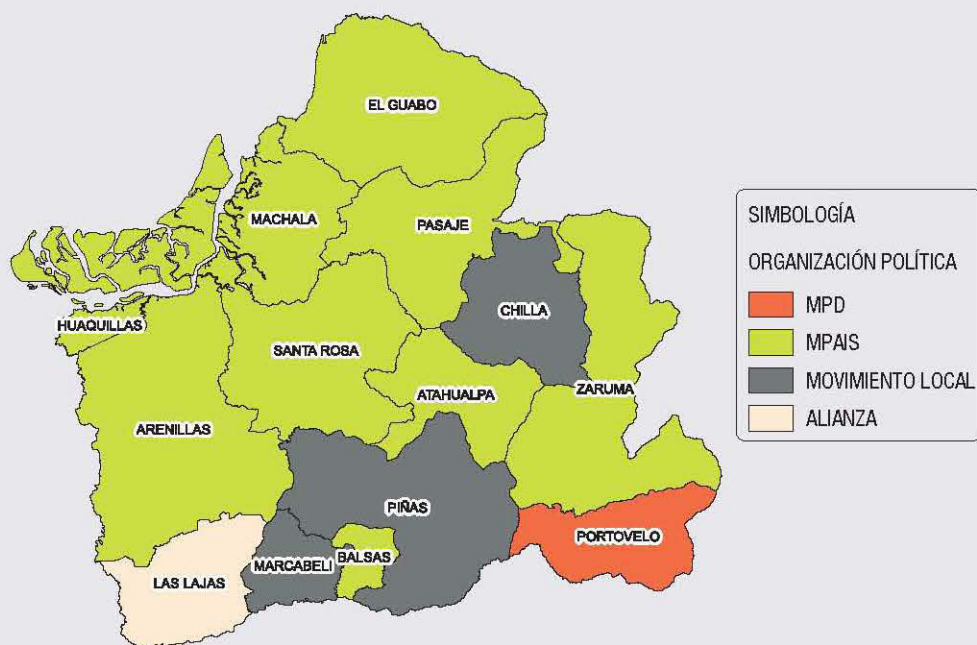 EL GUABO
MACHALA
PASAJE
CHILLA
HUAQUILLAS
SANTA ROSA
ATAHUALPA
ZARUMA
ARENILLAS
PIÑAS
PORTOVELO
BALSAS
MARCABELI
LAS LAJAS
SIMBOLOGÍA
ORGANIZACIÓN POLÍTICA
MPD
MPAIS
MOVIMIENTO LOCAL
ALIANZA